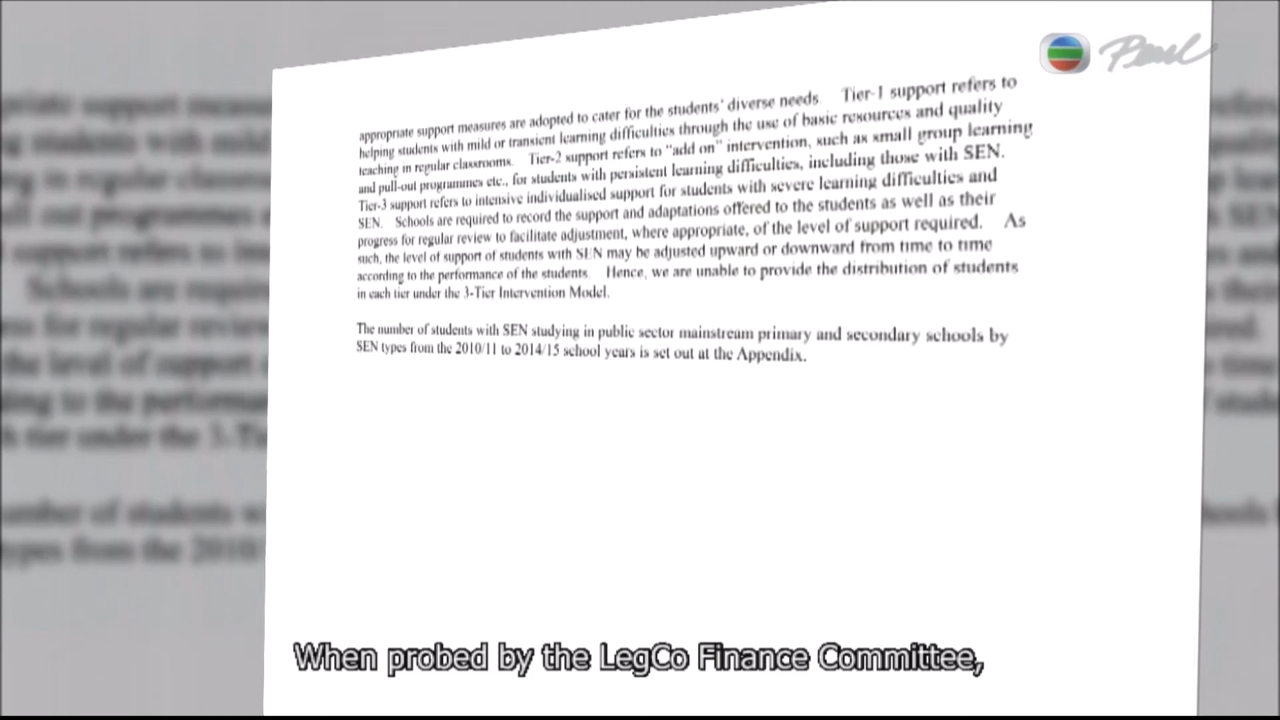 Pearl
appropriate support measures are adopted to cater for the students' diverse needs. Tier-1 support refers to
helping students with mild or transient learning difficulties through the use of basic resources and quality
teaching in regular classrooms. Tier-2 support refers to "add on" intervention, such as small group learning
and pull-out programmes etc., for students with persistent learning difficulties, including those with SEN.
Tier-3 support refers to intensive individualised support for students with severe learning difficulties and
SEN. Schools are required to record the support and adaptations offered to the students as well as their
progress for regular review to facilitate adjustment, where appropriate, of the level of support required. As
such, the level of support of students with SEN may be adjusted upward or downward from time to time
according to the performance of the students. Hence, we are unable to provide the distribution of students
in each tier under the 3-Tier Intervention Model.
The number of students with SEN studying in public sector mainstream primary and secondary schools by
SEN types from the 2010/11 to 2014/15 school years is set out at the Appendix.
When probed by the LegCo Finance Committee,